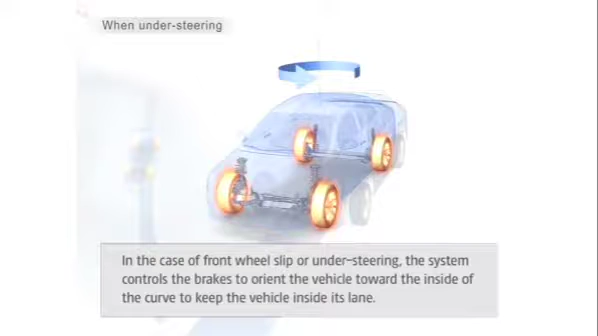 When under-steering
In the case of front wheel slip or under-steering, the system
controls the brakes to orient the vehicle toward the inside of
the curve to keep the vehicle inside its lane.